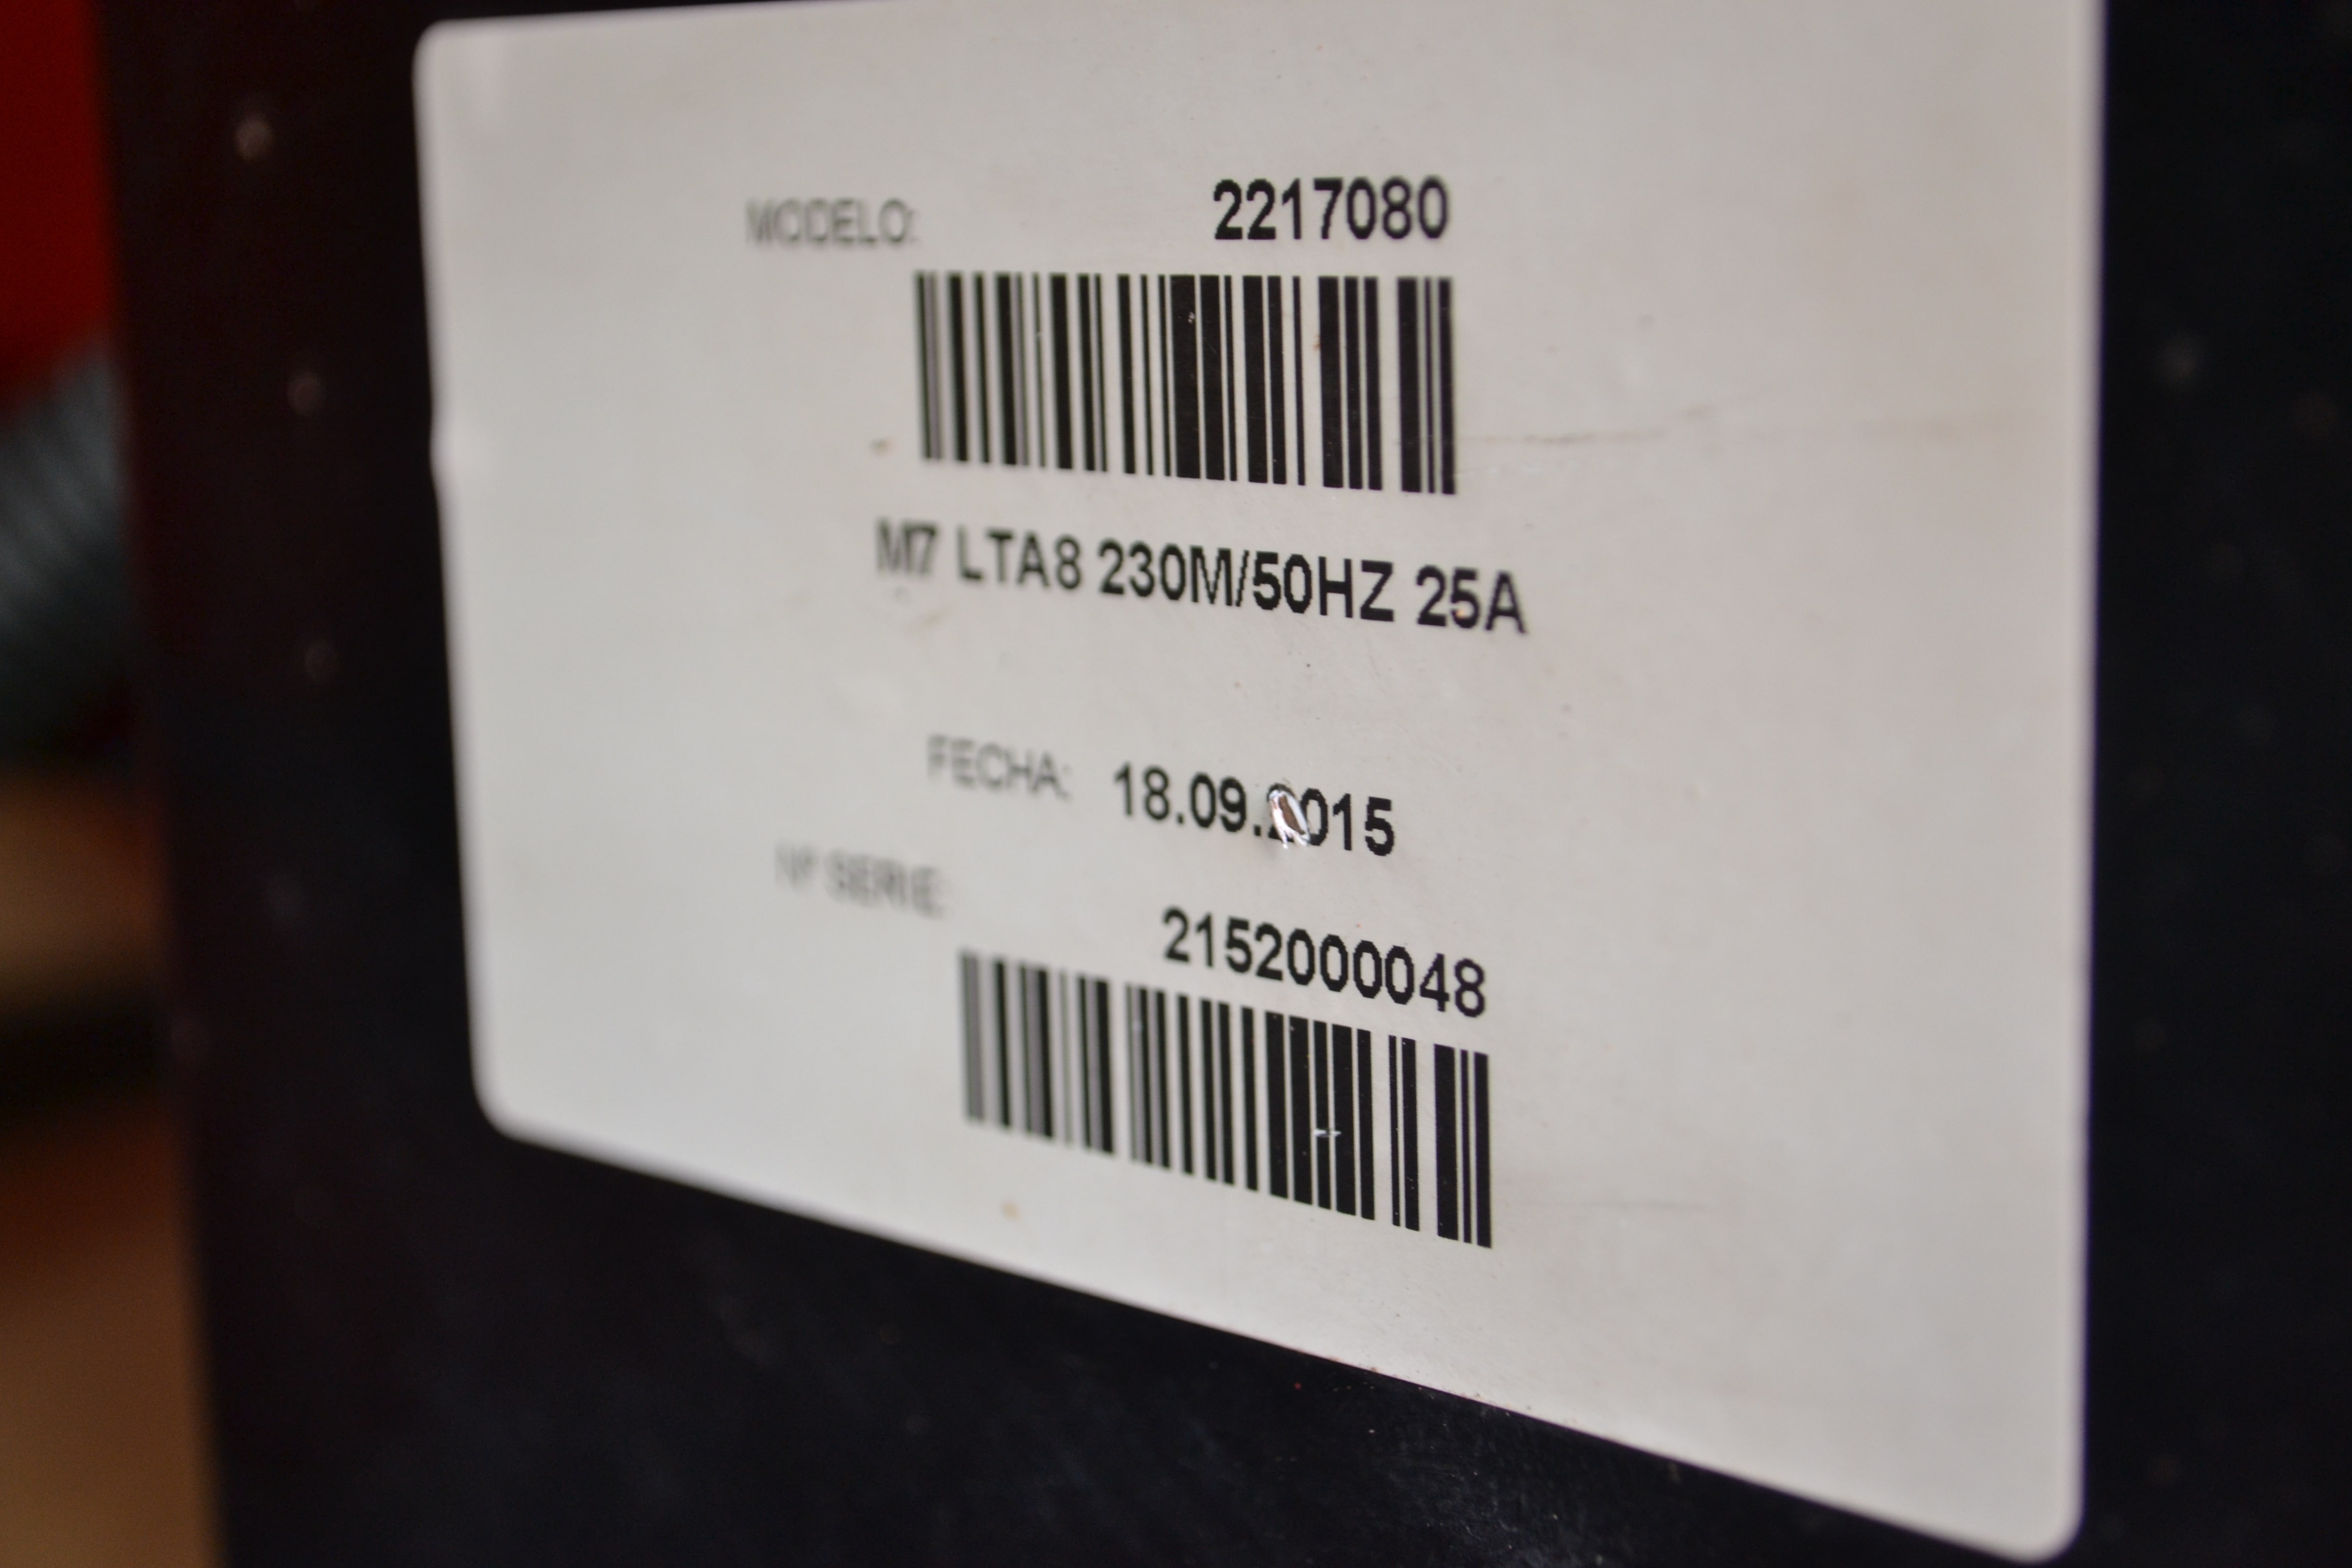 MODELO: 2217080
M7 LTA8 230M/50HZ 25A
FECHA: 18.09.2015
Nº SERIE:
2152000048